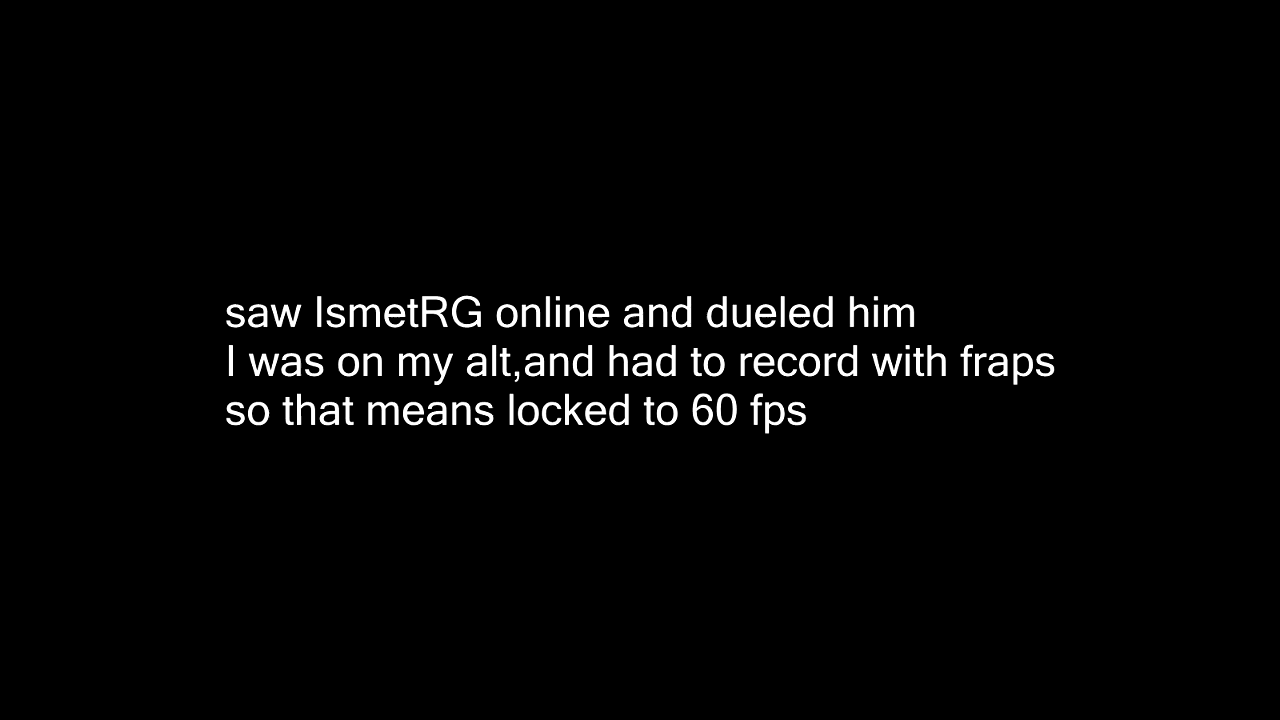 saw IsmetRG online and dueled him
I was on my alt,and had to record with fraps
so that means locked to 60 fps